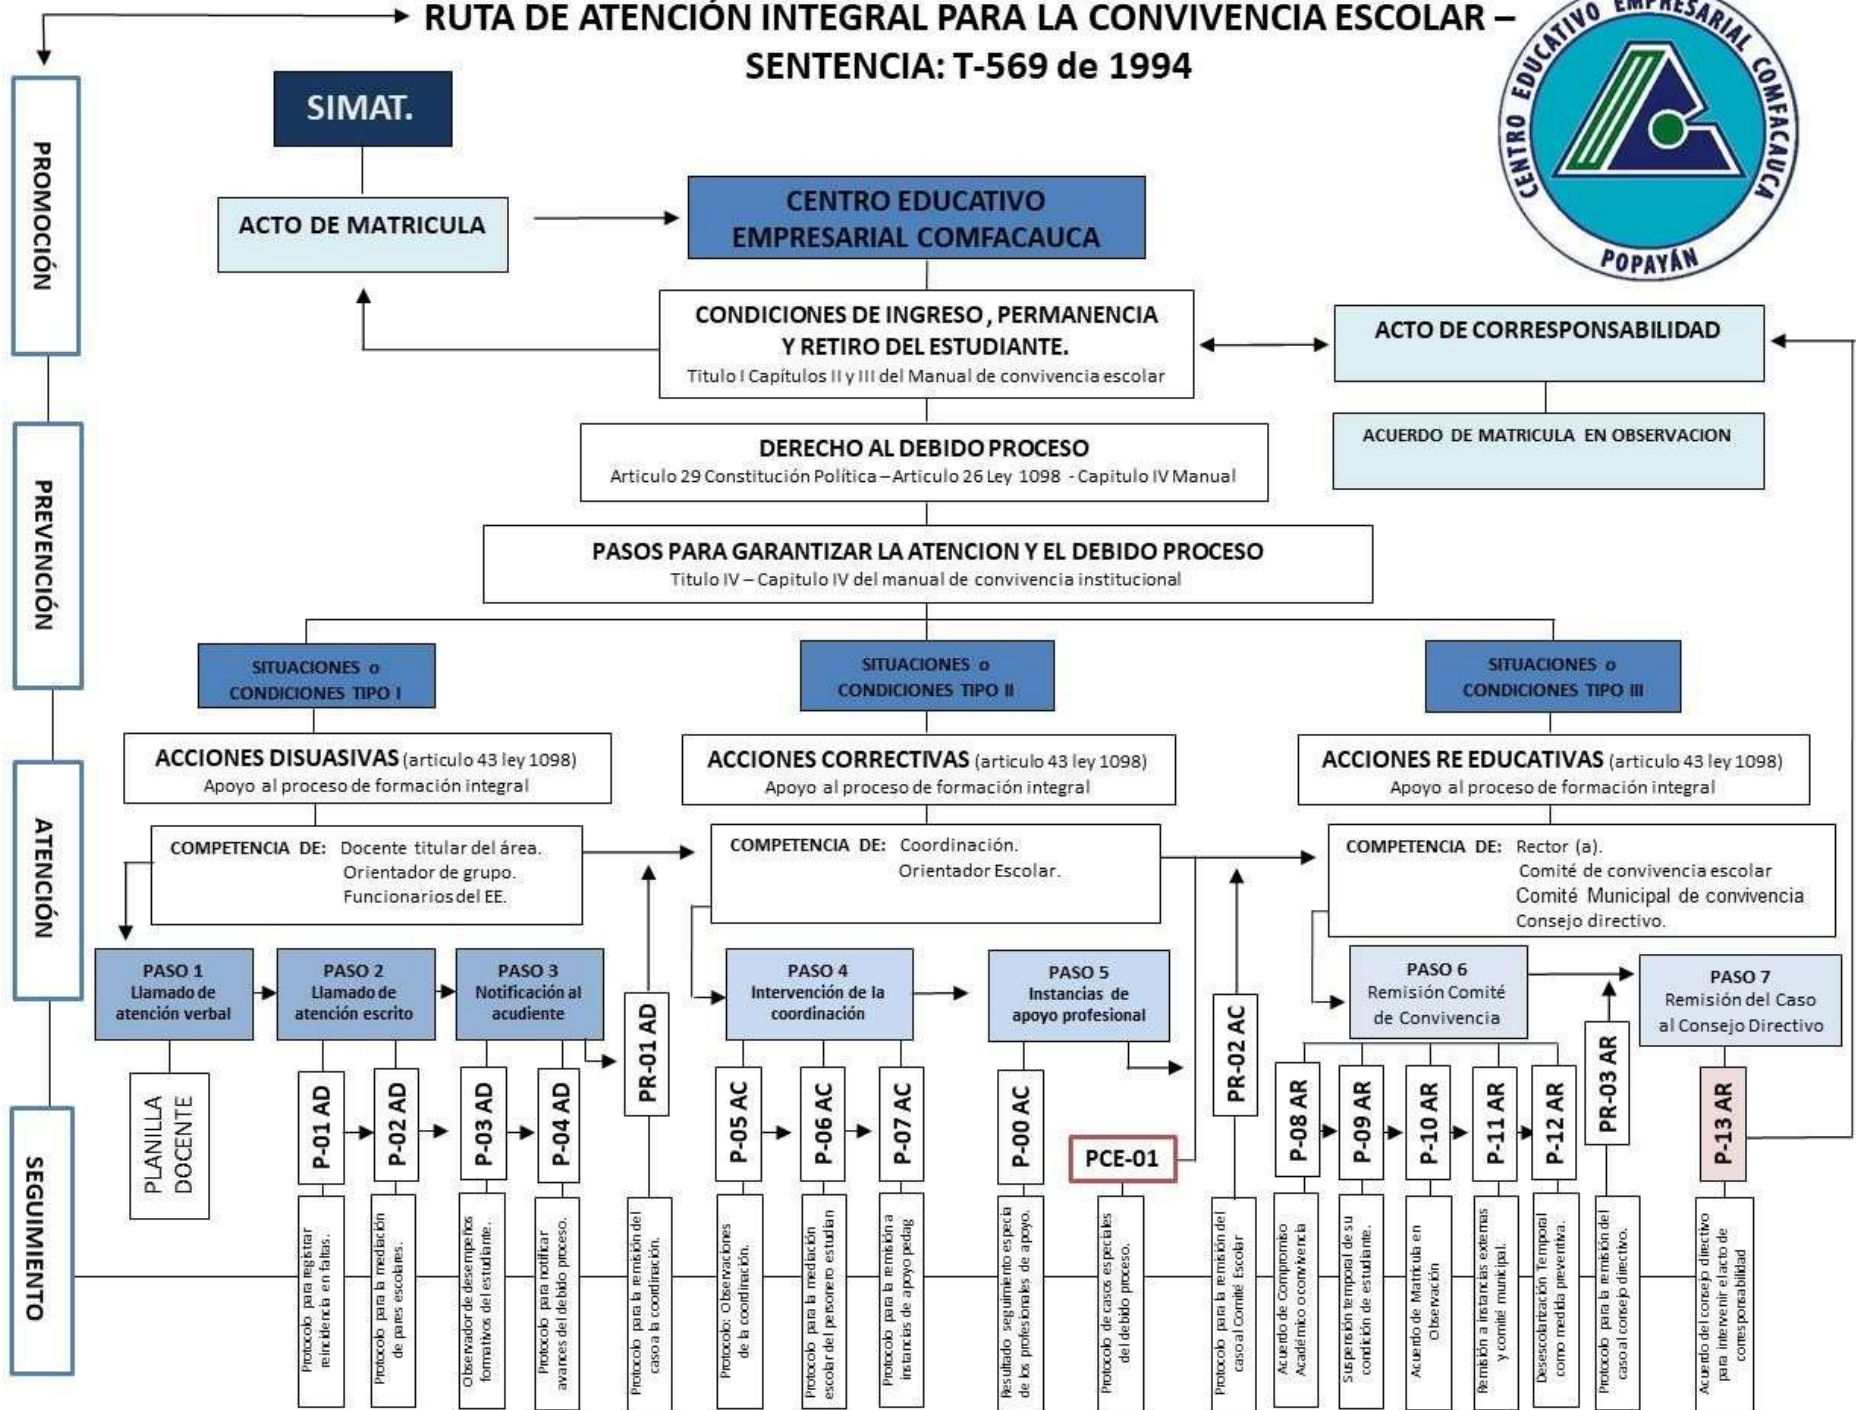 RUTA DE ATENCIÓN INTEGRAL PARA LA CONVIVENCIA ESCOLAR –
SENTENCIA: T-569 de 1994
CENTRO EDUCATIVO EMPRESARIAL COMFACAUCA
POPAYÁN
PROMOCIÓN
PREVENCIÓN
ATENCIÓN
SEGUIMIENTO
SIMAT.
ACTO DE MATRICULA
CENTRO EDUCATIVO
EMPRESARIAL COMFACAUCA
CONDICIONES DE INGRESO, PERMANENCIA
Y RETIRO DEL ESTUDIANTE.
Titulo I Capítulos II y III del Manual de convivencia escolar
ACTO DE CORRESPONSABILIDAD
ACUERDO DE MATRICULA EN OBSERVACION
DERECHO AL DEBIDO PROCESO
Articulo 29 Constitución Política – Articulo 26 Ley 1098 - Capitulo IV Manual
PASOS PARA GARANTIZAR LA ATENCION Y EL DEBIDO PROCESO
Titulo IV – Capitulo IV del manual de convivencia institucional
SITUACIONES o
CONDICIONES TIPO I
SITUACIONES o
CONDICIONES TIPO II
SITUACIONES o
CONDICIONES TIPO III
ACCIONES DISUASIVAS (articulo 43 ley 1098)
Apoyo al proceso de formación integral
ACCIONES CORRECTIVAS (articulo 43 ley 1098)
Apoyo al proceso de formación integral
ACCIONES RE EDUCATIVAS (articulo 43 ley 1098)
Apoyo al proceso de formación integral
COMPETENCIA DE: Docente titular del área.
Orientador de grupo.
Funcionarios del EE.
COMPETENCIA DE: Coordinación.
Orientador Escolar.
COMPETENCIA DE: Rector (a).
Comité de convivencia escolar
Comité Municipal de convivencia
Consejo directivo.
PASO 1
Llamado de
atención verbal
PASO 2
Llamado de
atención escrito
PASO 3
Notificación al
acudiente
PASO 4
Intervención de la
coordinación
PASO 5
Instancias de
apoyo profesional
PASO 6
Remisión Comité
de Convivencia
PASO 7
Remisión del Caso
al Consejo Directivo
PLANILLA
DOCENTE
P-01 AD
P-02 AD
P-03 AD
P-04 AD
PR-01 AD
P-05 AC
P-06 AC
P-07 AC
P-00 AC
PCE-01
PR-02 AC
P-08 AR
P-09 AR
P-10 AR
P-11 AR
P-12 AR
PR-03 AR
P-13 AR
Protocolo para registrar
reincidencia en faltas.
Protocolo para la mediación
de pares escolares.
Observador de desempeños
formativos del estudiante.
Protocolo para notificar
avances del debido proceso.
Protocolo para la remisión del
caso a la coordinación.
Protocolo: Observaciones
de la coordinación.
Protocolo para la mediación
escolar del personero estudian
Protocolo para la remisión a
instancias de apoyo pedag
Resultado seguimiento especia
de los profesionales de apoyo.
Protocolo de casos especiales
del debido proceso.
Protocolo para la remisión del
caso al Comité Escolar
Acuerdo de Compromiso
Académico o convivencia
Suspensión temporal de su
condición de estudiante.
Acuerdo de Matricula en
Observación
Remisión a instancias externas
y comité municipal.
Desescolarización Temporal
como medida preventiva.
Protocolo para la remisión del
caso al consejo directivo.
Acuerdo del consejo directivo
para intervenir el acto de
corresponsabilidad